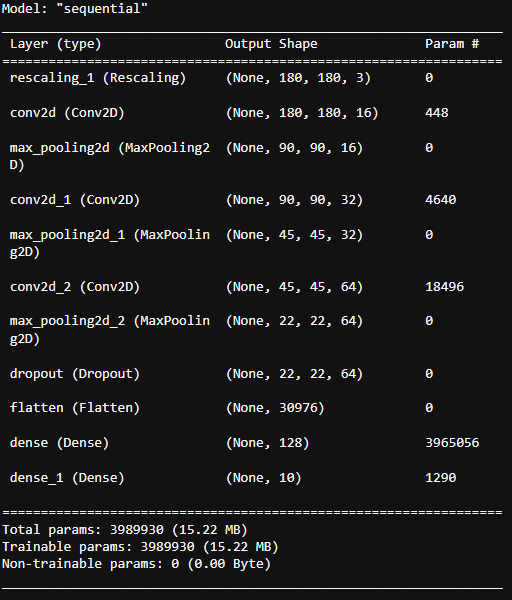 Model: "sequential"
Layer (type) Output Shape Param #
=================================================================
rescaling_1 (Rescaling) (None, 180, 180, 3) 0
conv2d (Conv2D) (None, 180, 180, 16) 448
max_pooling2d (MaxPooling2 (None, 90, 90, 16) 0
D)
conv2d_1 (Conv2D) (None, 90, 90, 32) 4640
max_pooling2d_1 (MaxPoolin (None, 45, 45, 32) 0
g2D)
conv2d_2 (Conv2D) (None, 45, 45, 64) 18496
max_pooling2d_2 (MaxPoolin (None, 22, 22, 64) 0
g2D)
dropout (Dropout) (None, 22, 22, 64) 0
flatten (Flatten) (None, 30976) 0
dense (Dense) (None, 128) 3965056
dense_1 (Dense) (None, 10) 1290
=================================================================
Total params: 3989930 (15.22 MB)
Trainable params: 3989930 (15.22 MB)
Non-trainable params: 0 (0.00 Byte)